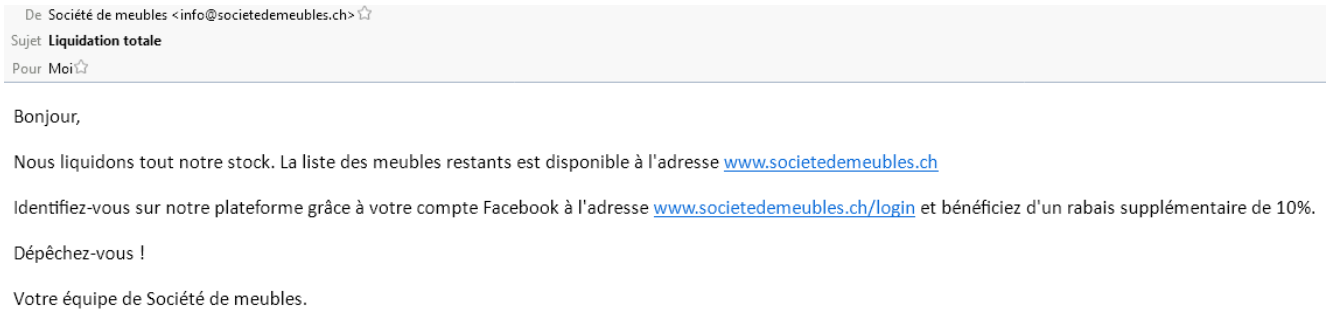 De Société de meubles <info@societedemeubles.ch>
Sujet Liquidation totale
Pour Moi
Bonjour,
Nous liquidons tout notre stock. La liste des meubles restants est disponible à l'adresse www.societedemeubles.ch
Identifiez-vous sur notre plateforme grâce à votre compte Facebook à l'adresse www.societedemeubles.ch/login et bénéficiez d'un rabais supplémentaire de 10%.
Dépêchez-vous !
Votre équipe de Société de meubles.